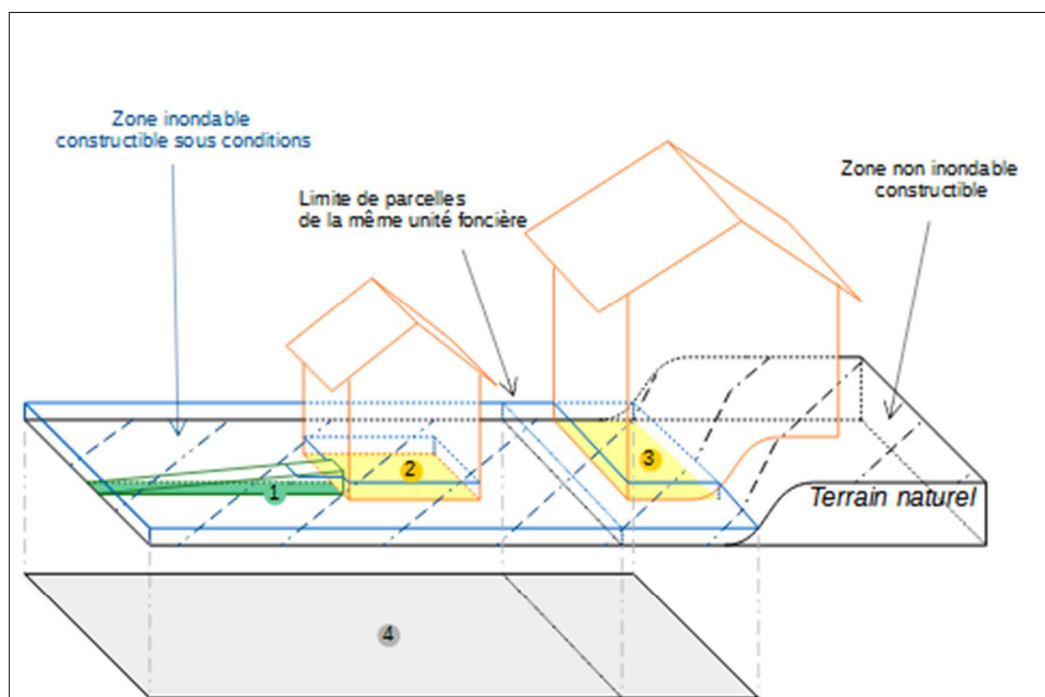 Zone inondable
constructible sous conditions
Limite de parcelles
de la même unité foncière
Zone non inondable
constructible
1
2
3
Terrain naturel
4